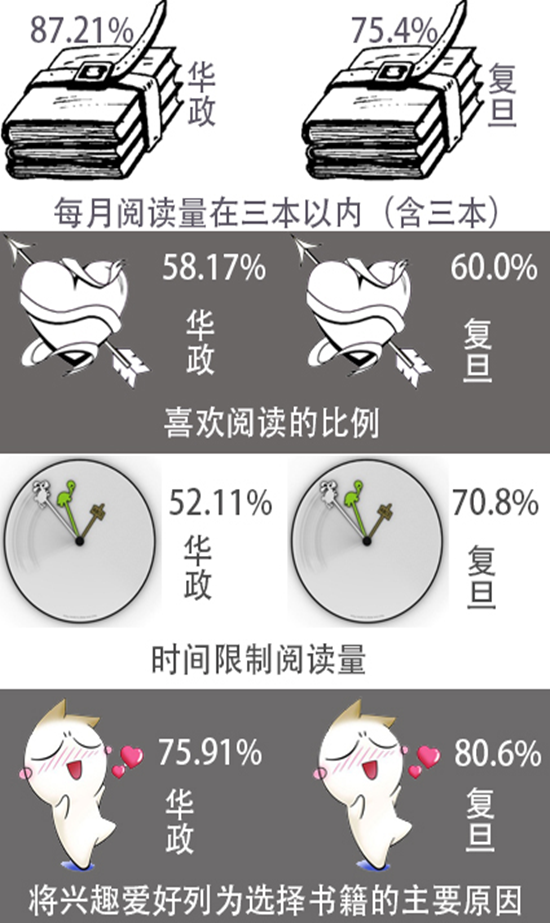 87.21% 75.4%
华政 复旦
每月阅读量在三本以内（含三本）
58.17% 60.0%
华政 复旦
喜欢阅读的比例
52.11% 70.8%
华政 复旦
时间限制阅读量
75.91% 80.6%
华政 复旦
将兴趣爱好列为选择书籍的主要原因